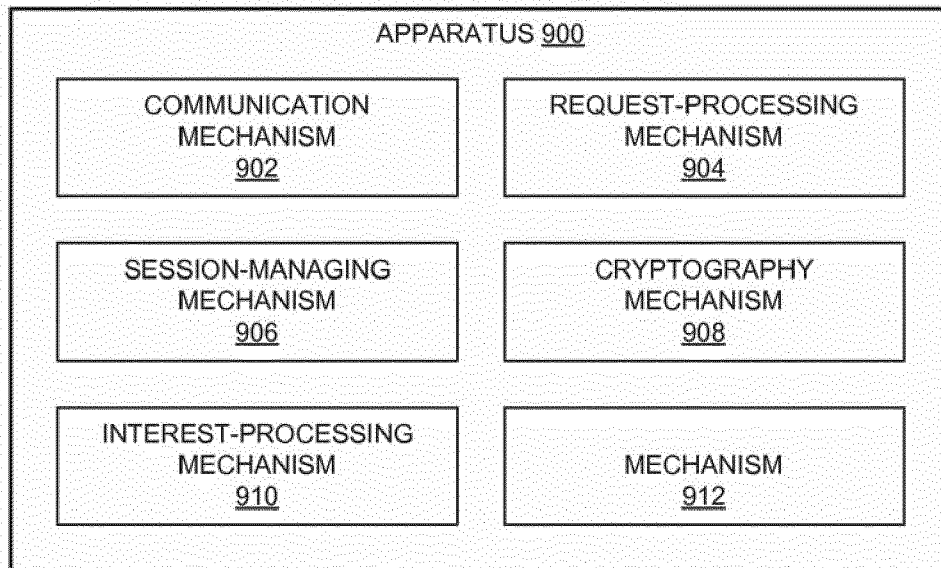 APPARATUS 900
COMMUNICATION
MECHANISM
902
REQUEST-PROCESSING
MECHANISM
904
SESSION-MANAGING
MECHANISM
906
CRYPTOGRAPHY
MECHANISM
908
INTEREST-PROCESSING
MECHANISM
910
MECHANISM
912